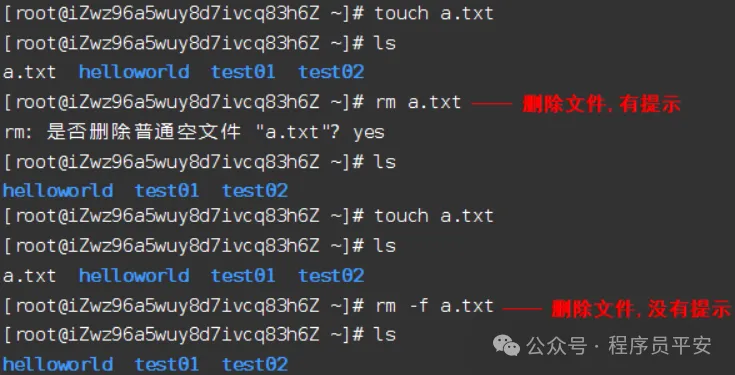 [root@iZwz96a5wuy8d7ivcq83h6Z ~]# touch a.txt
[root@iZwz96a5wuy8d7ivcq83h6Z ~]# ls
a.txt helloworld test01 test02
[root@iZwz96a5wuy8d7ivcq83h6Z ~]# rm a.txt —— 删除文件,有提示
rm: 是否删除普通空文件 "a.txt"? yes
[root@iZwz96a5wuy8d7ivcq83h6Z ~]# ls
helloworld test01 test02
[root@iZwz96a5wuy8d7ivcq83h6Z ~]# touch a.txt
[root@iZwz96a5wuy8d7ivcq83h6Z ~]# ls
a.txt helloworld test01 test02
[root@iZwz96a5wuy8d7ivcq83h6Z ~]# rm -f a.txt —— 删除文件,没有提示
[root@iZwz96a5wuy8d7ivcq83h6Z ~]# ls
公众号·程序员平安
helloworld test01 test02